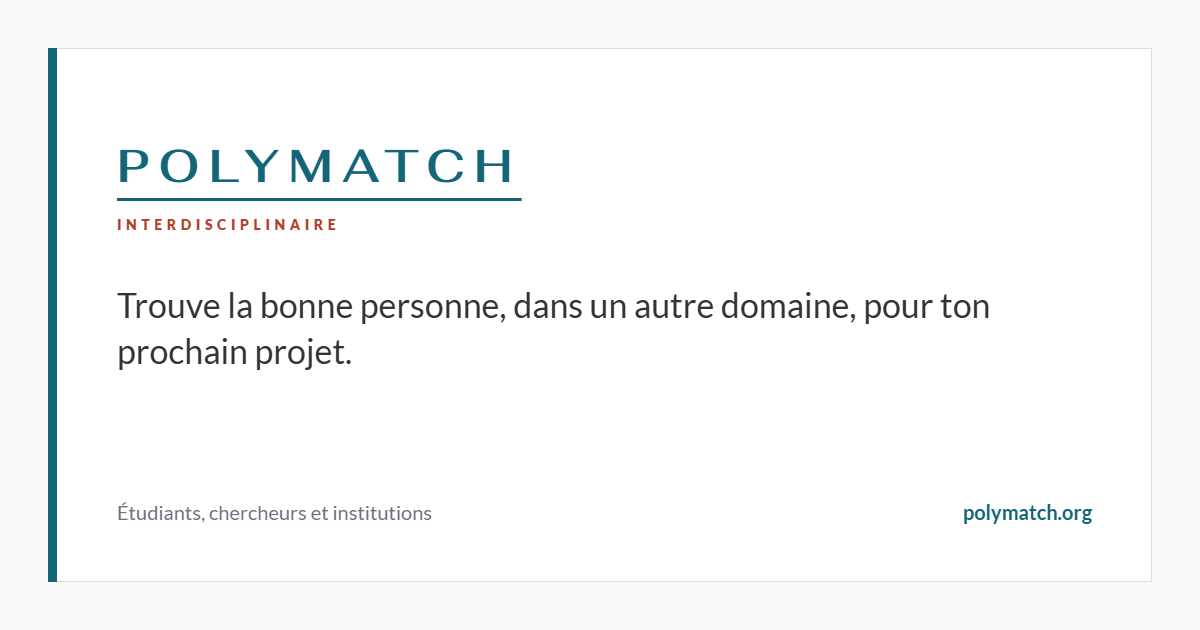 POLYMATCH
INTERDISCIPLINAIRE
Trouve la bonne personne, dans un autre domaine, pour ton
prochain projet.
Étudiants, chercheurs et institutions
polymatch.org